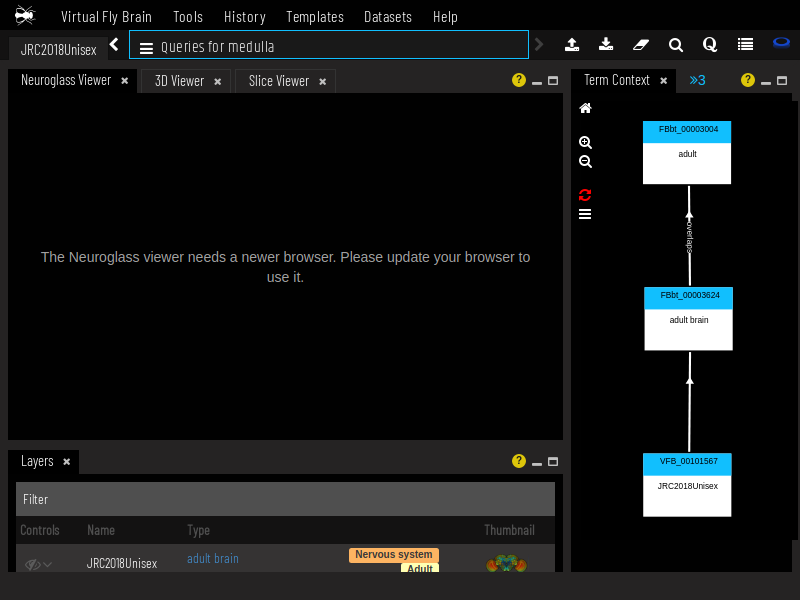 Virtual Fly Brain Tools History Templates Datasets Help
JRC2018Unisex Queries for medulla
Neuroglass Viewer 3D Viewer Slice Viewer
The Neuroglass viewer needs a newer browser. Please update your browser to
use it.
Term Context 3
FBbt_00003004
adult
overlaps
FBbt_00003624
adult brain
VFB_00101567
JRC2018Unisex
Layers
Filter
Controls Name Type Thumbnail
JRC2018Unisex adult brain Nervous system
Adult